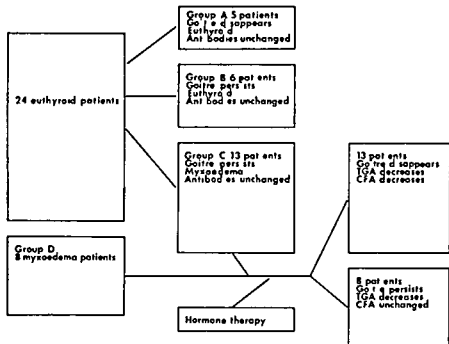 Group A 5 patients
Go t e d sappears
Euthyro d
Ant bodies unchanged
24 euthyroid patients
Group B 6 pat ents
Goitre pers sts
Euthyro d
Ant bod es unchanged
Group C 13 pat ents
Goitre pers sts
Myxoedema
Antibod es unchanged
13 pat ents
Go tre d sappears
TGA decreases
CFA decreases
Group D
8 myxoedema patients
Hormone therapy
8 pat ents
Go t e persists
TGA decreases
CFA unchanged